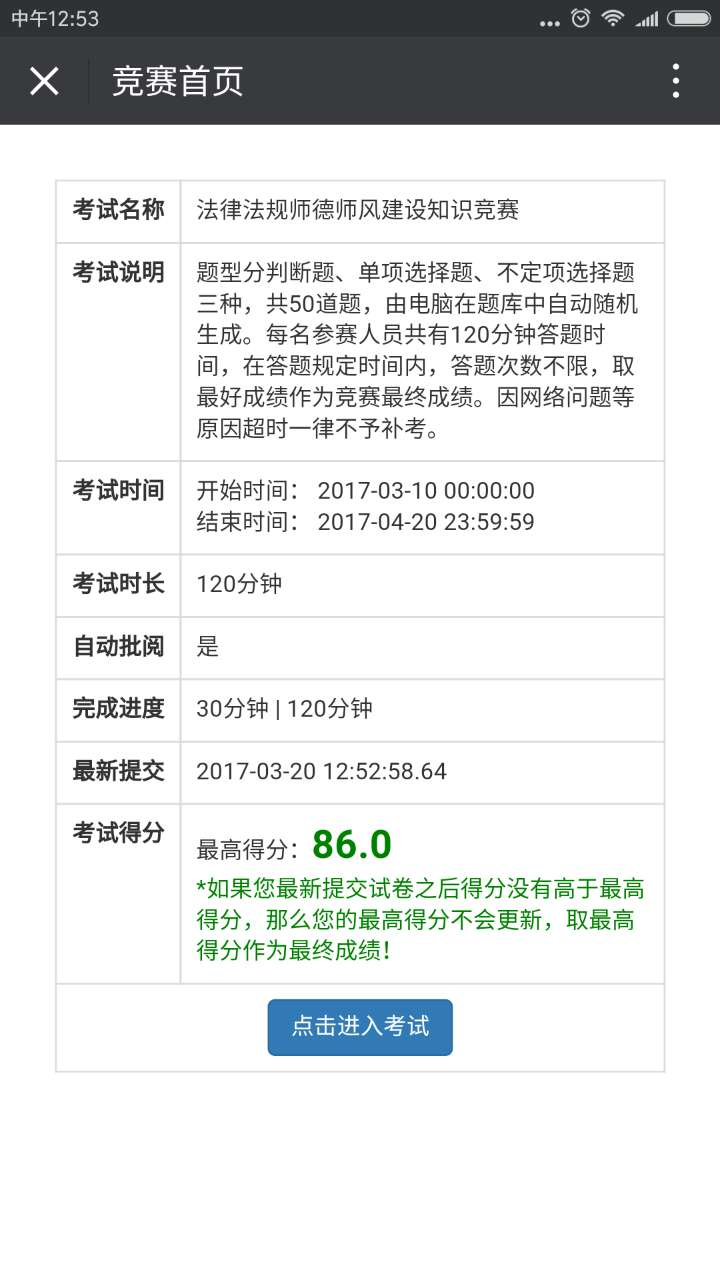 中午12:53
竞赛首页
考试名称 法律法规师德师风建设知识竞赛
考试说明 题型分判断题、单项选择题、不定项选择题
三种，共50道题，由电脑在题库中自动随机
生成。每名参赛人员共有120分钟答题时
间，在答题规定时间内，答题次数不限，取
最好成绩作为竞赛最终成绩。因网络问题等
原因超时一律不予补考。
考试时间 开始时间： 2017-03-10 00:00:00
结束时间： 2017-04-20 23:59:59
考试时长 120分钟
自动批阅 是
完成进度 30分钟 | 120分钟
最新提交 2017-03-20 12:52:58.64
考试得分 最高得分：86.0
*如果您最新提交试卷之后得分没有高于最高
得分，那么您的最高得分不会更新，取最高
得分作为最终成绩！
点击进入考试